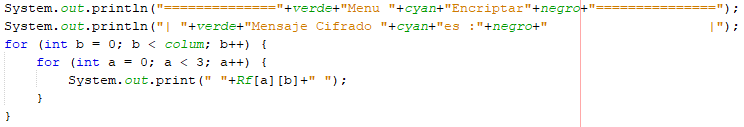 System.out.println("==============="+verde+"Menu "+cyan+"Encriptar"+negro+"================");
System.out.println("| "+verde+"Mensaje Cifrado "+cyan+"es :"+negro+"                    |");
for (int b = 0; b < colum; b++) {
    for (int a = 0; a < 3; a++) {
        System.out.print(" "+Rf[a][b]+" ");
    }
}